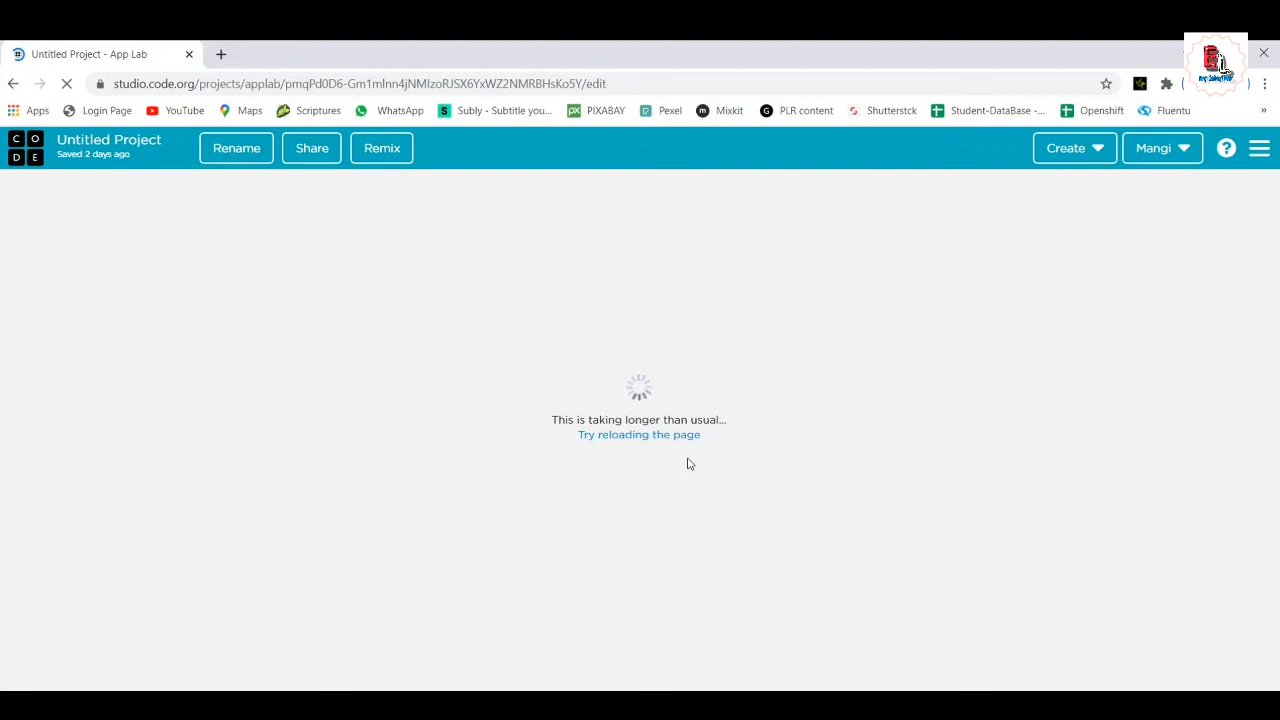 Untitled Project - App Lab
studio.code.org/projects/applab/pmqPd0D6-Gm1mlnn4jNMIzoRJSX6YxWZ2NMRBHsKo5Y/edit
Apps Login Page YouTube Maps Scriptures WhatsApp Subly - Subtitle you... PIXABAY Pexel Mixkit PLR content Shutterstck Student-DataBase -... Openshift Fluentu »
CODE Untitled Project Rename Share Remix Create Mangi ?
Saved 2 days ago
This is taking longer than usual...
Try reloading the page